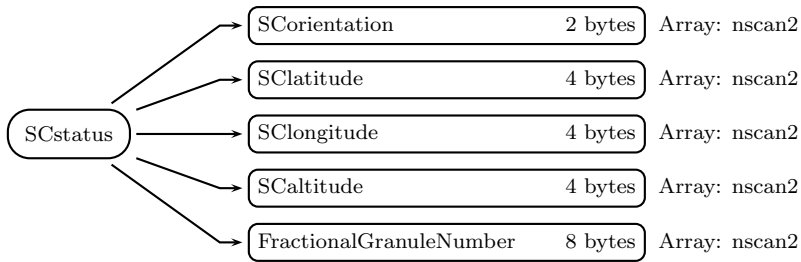 SCorientation 2 bytes Array: nscan2
SClatitude 4 bytes Array: nscan2
SCstatus
SClongitude 4 bytes Array: nscan2
SCaltitude 4 bytes Array: nscan2
FractionalGranuleNumber 8 bytes Array: nscan2